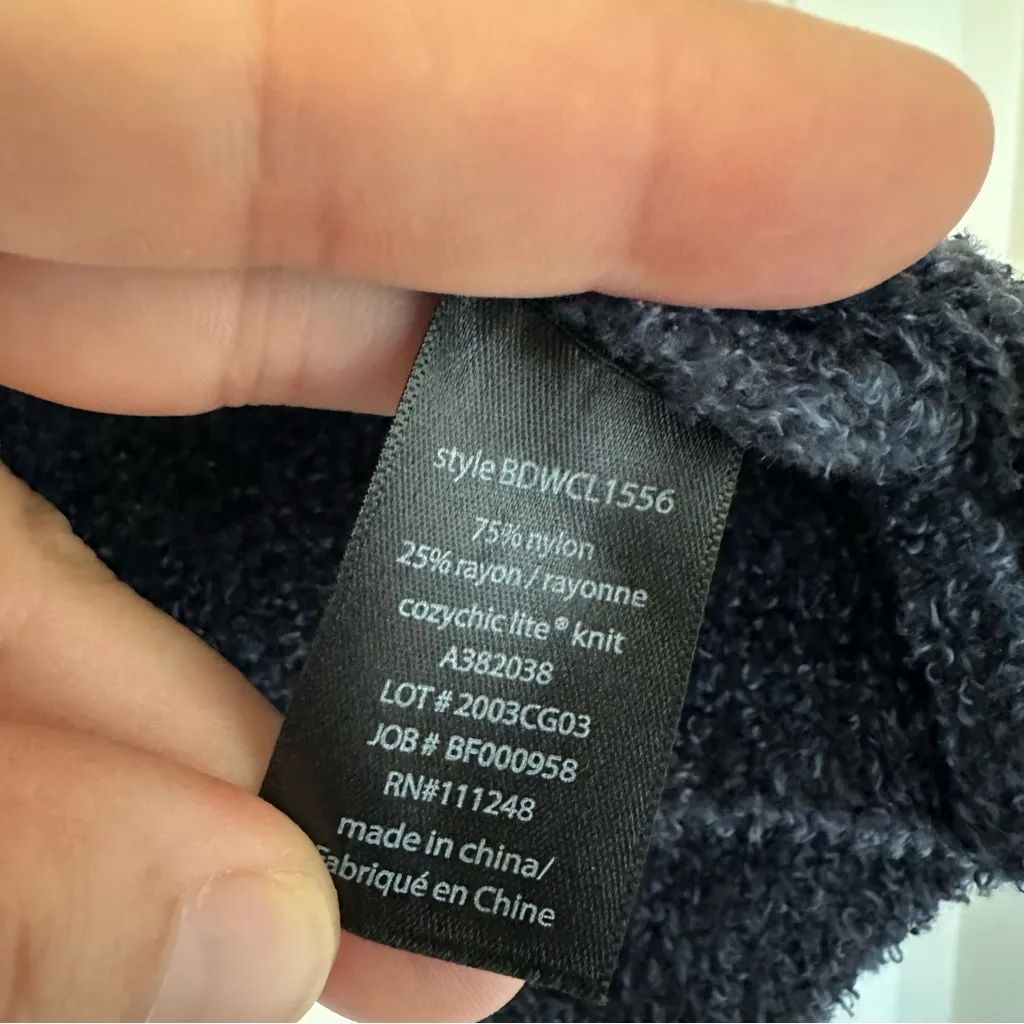 style BDWCL1556
75% nylon
25% rayon / rayonne
cozychic lite® knit
A382038
LOT # 2003CG03
JOB # BF000958
RN#111248
made in china/
Fabriqué en Chine